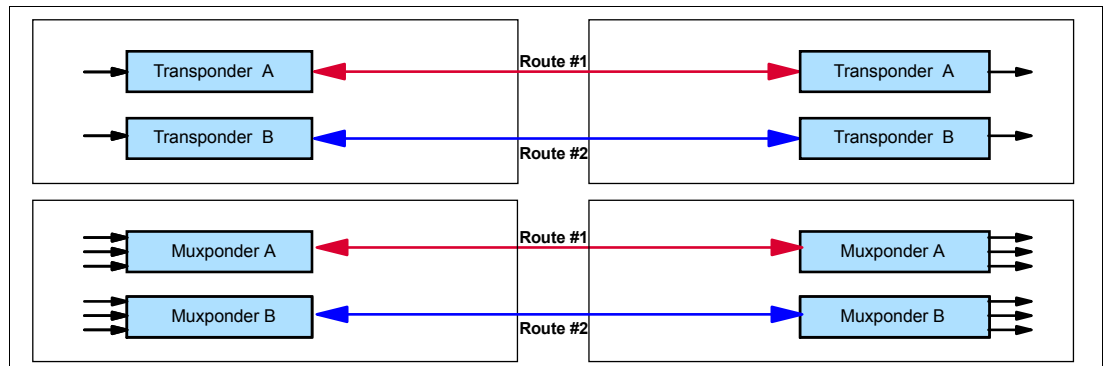 Route #1
Transponder A
Transponder A
Transponder B
Transponder B
Route #2
Route #1
Muxponder A
Muxponder A
Muxponder B
Muxponder B
Route #2